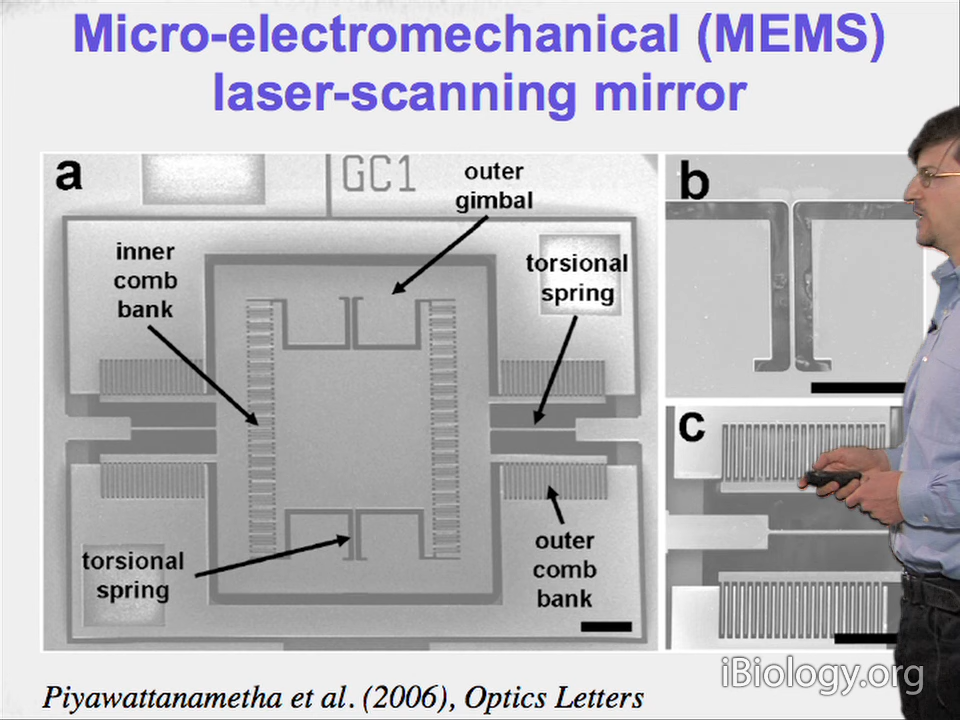 Micro-electromechanical (MEMS)
laser-scanning mirror
a
GC1
outer
gimbal
inner
comb
bank
torsional
spring
torsional
spring
outer
comb
bank
b
c
iBiology.org
Piyawattanametha et al. (2006), Optics Letters